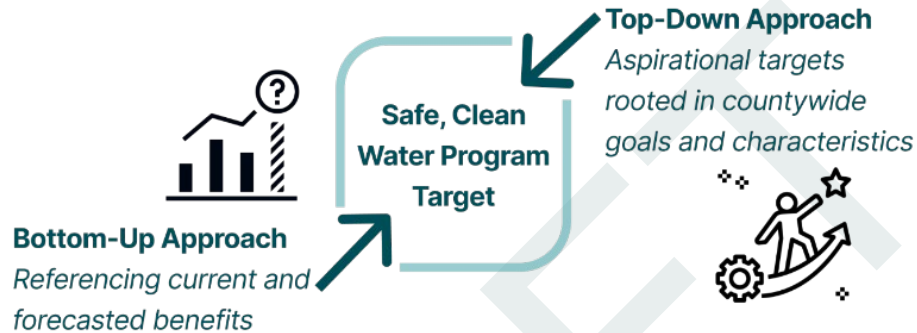 Top-Down Approach
Aspirational targets
rooted in countywide
goals and characteristics
Safe, Clean
Water Program
Target
?
Bottom-Up Approach
Referencing current and
forecasted benefits